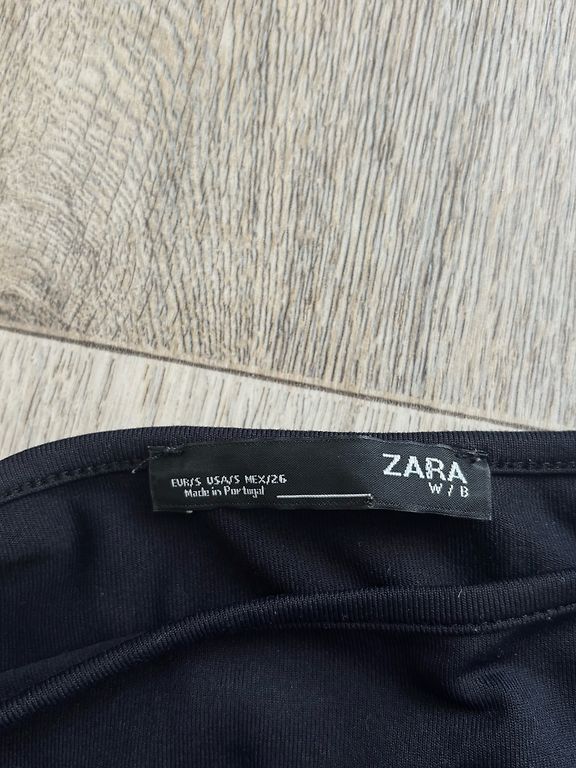 ZARA
W / B
EUR/S USA/S MEX/26
Made in Portugal